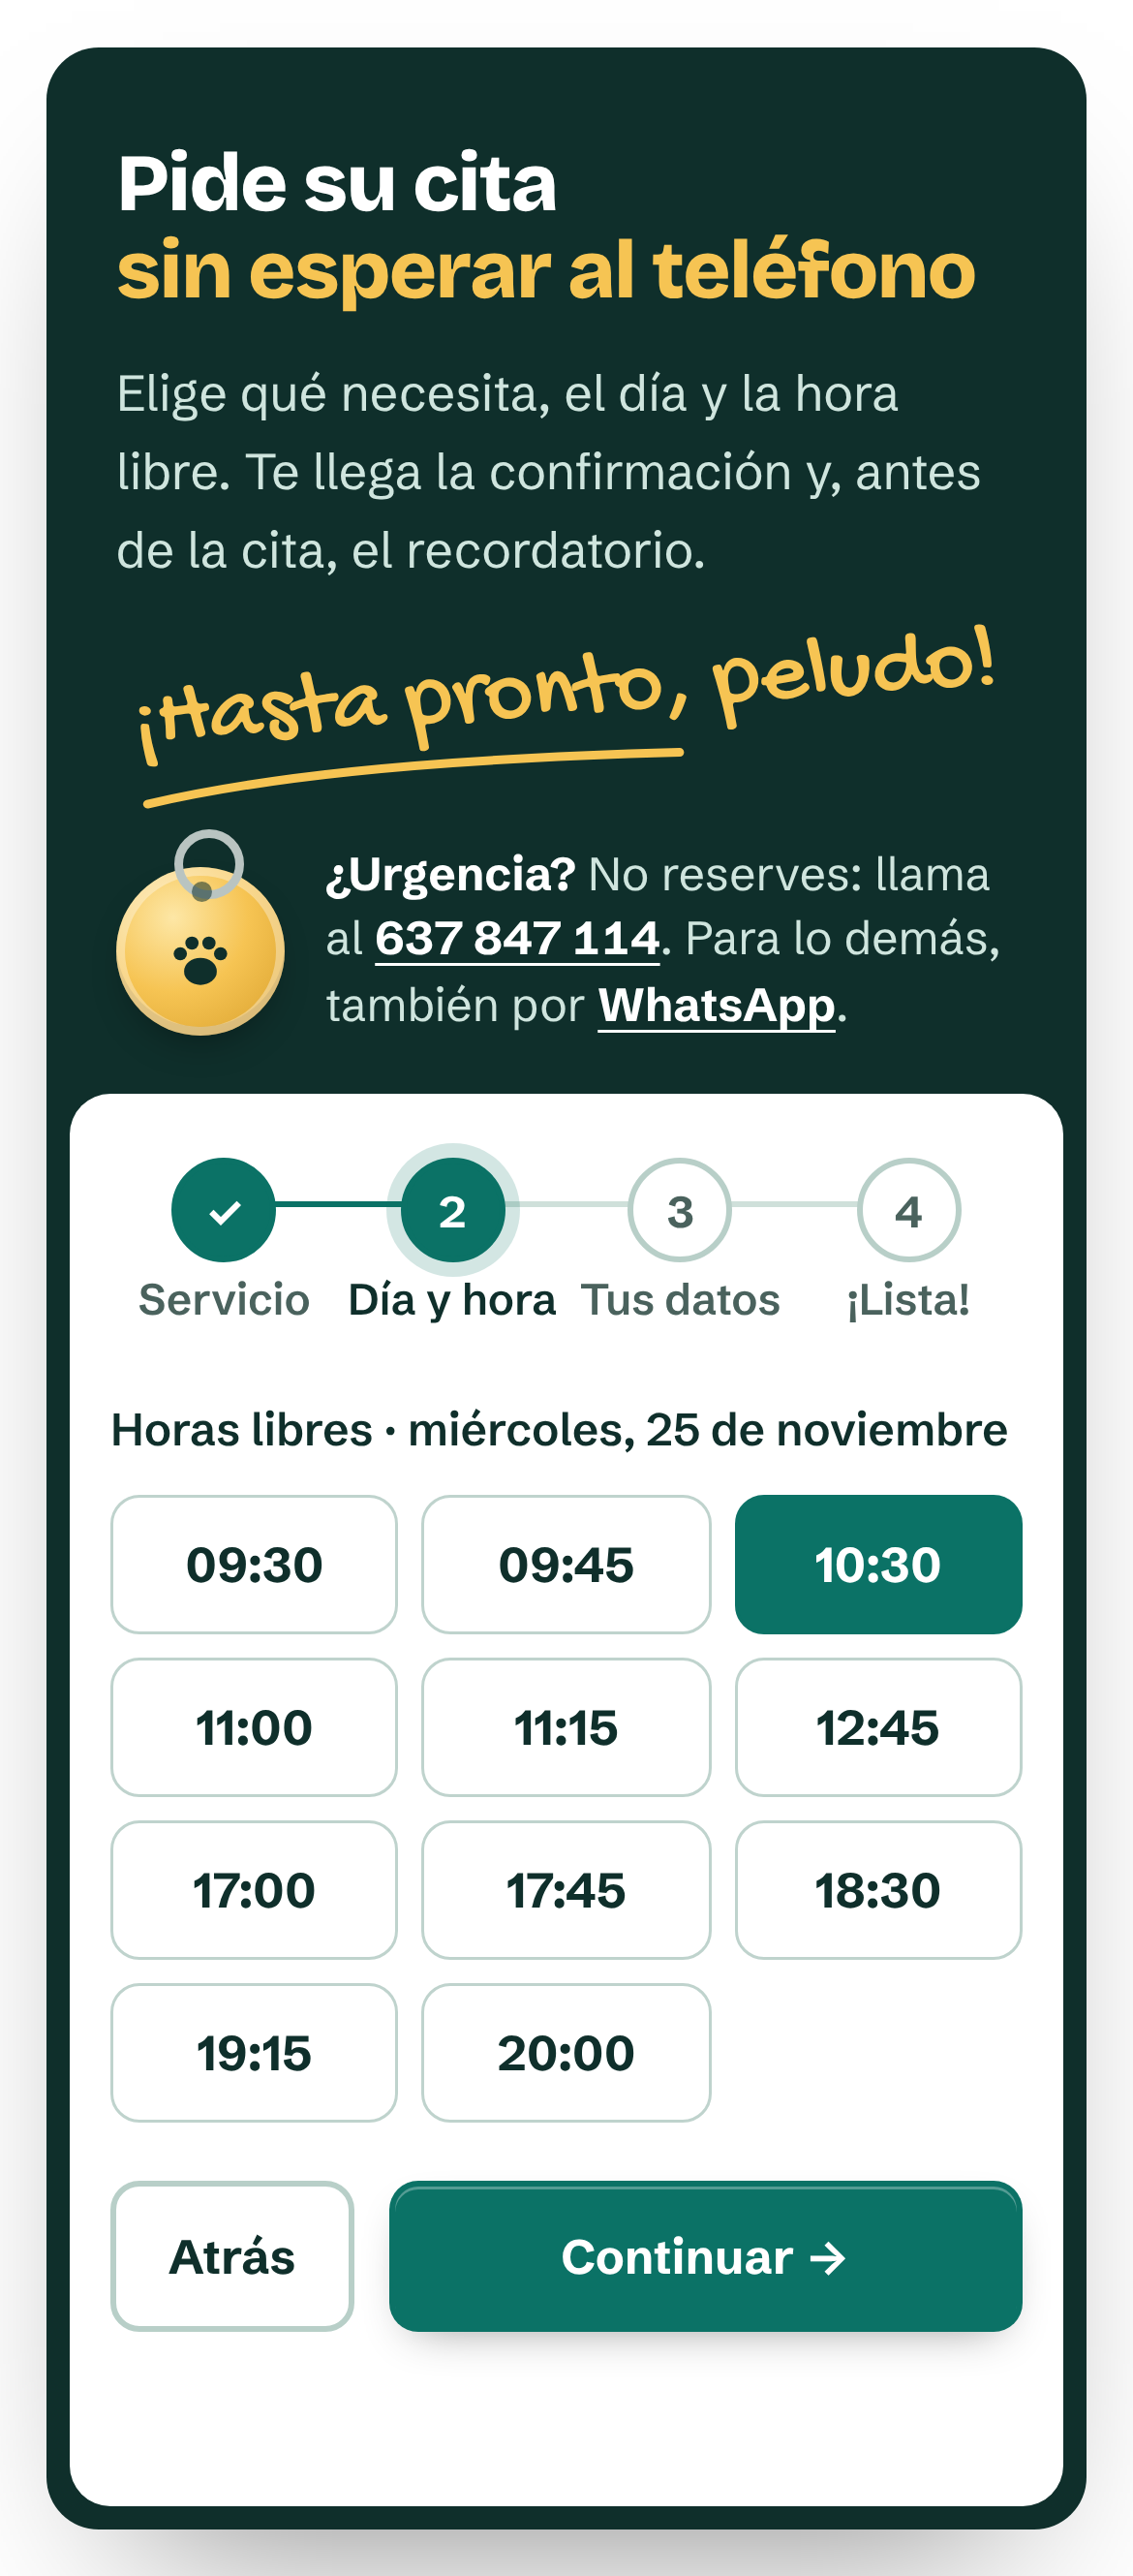 Pide su cita
sin esperar al teléfono
Elige qué necesita, el día y la hora
libre. Te llega la confirmación y, antes
de la cita, el recordatorio.
¡Hasta pronto, peludo!
¿Urgencia? No reserves: llama
al 637 847 114. Para lo demás,
también por WhatsApp.
2
3
4
Servicio
Día y hora
Tus datos
¡Lista!
Horas libres · miércoles, 25 de noviembre
09:30
09:45
10:30
11:00
11:15
12:45
17:00
17:45
18:30
19:15
20:00
Atrás
Continuar →